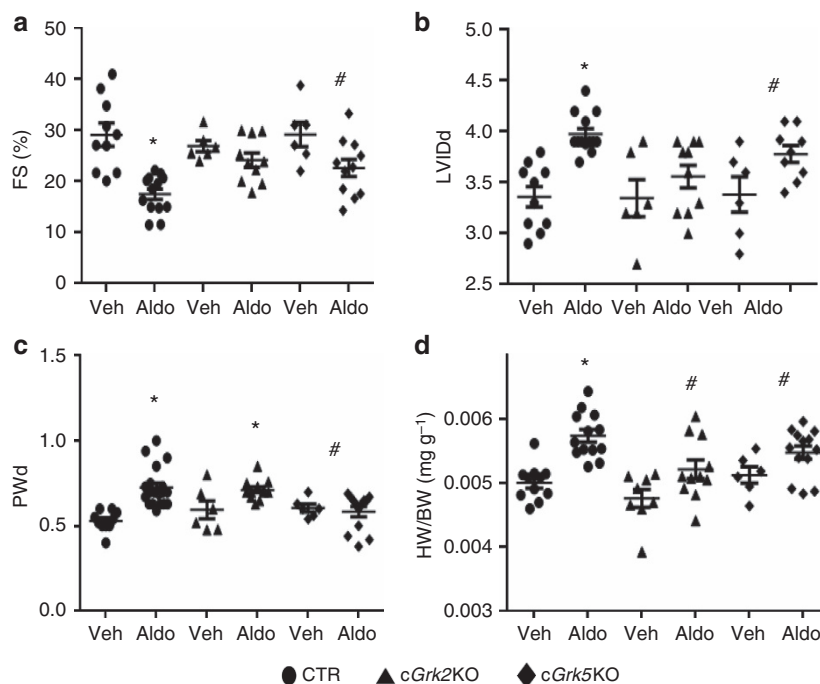 a
FS (%)
50
40
30
20
10
0
*
#
Veh Aldo Veh Aldo Veh Aldo
b
LVIDd
5.0
4.5
4.0
3.5
3.0
2.5
*
#
Veh Aldo Veh Aldo Veh Aldo
c
PWd
1.5
1.0
0.5
0.0
*
*
#
Veh Aldo Veh Aldo Veh Aldo
d
HW/BW (mg g⁻¹)
0.006
0.005
0.004
0.003
*
#
#
Veh Aldo Veh Aldo Veh Aldo
CTR cGrk2KO cGrk5KO